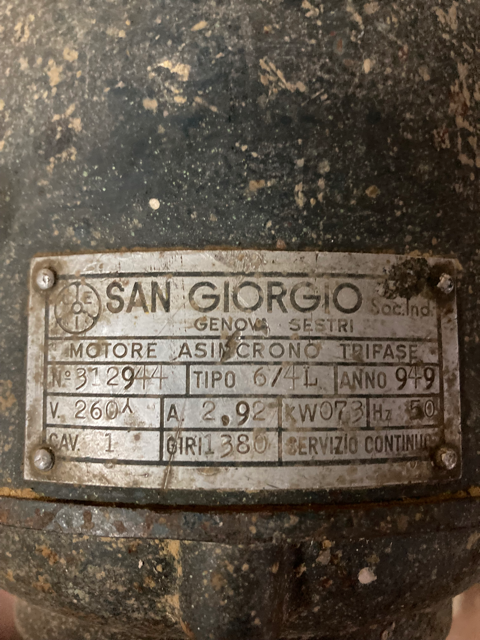 SAN GIORGIO Soc. Ind.
GENOVA SESTRI
MOTORE ASINCRONO TRIFASE
Nº 312944 TIPO 6/4L ANNO 949
V. 260⅄ A. 2.92 KW 073 Hz 50
CAV. 1 GIRI 1380 SERVIZIO CONTINUO